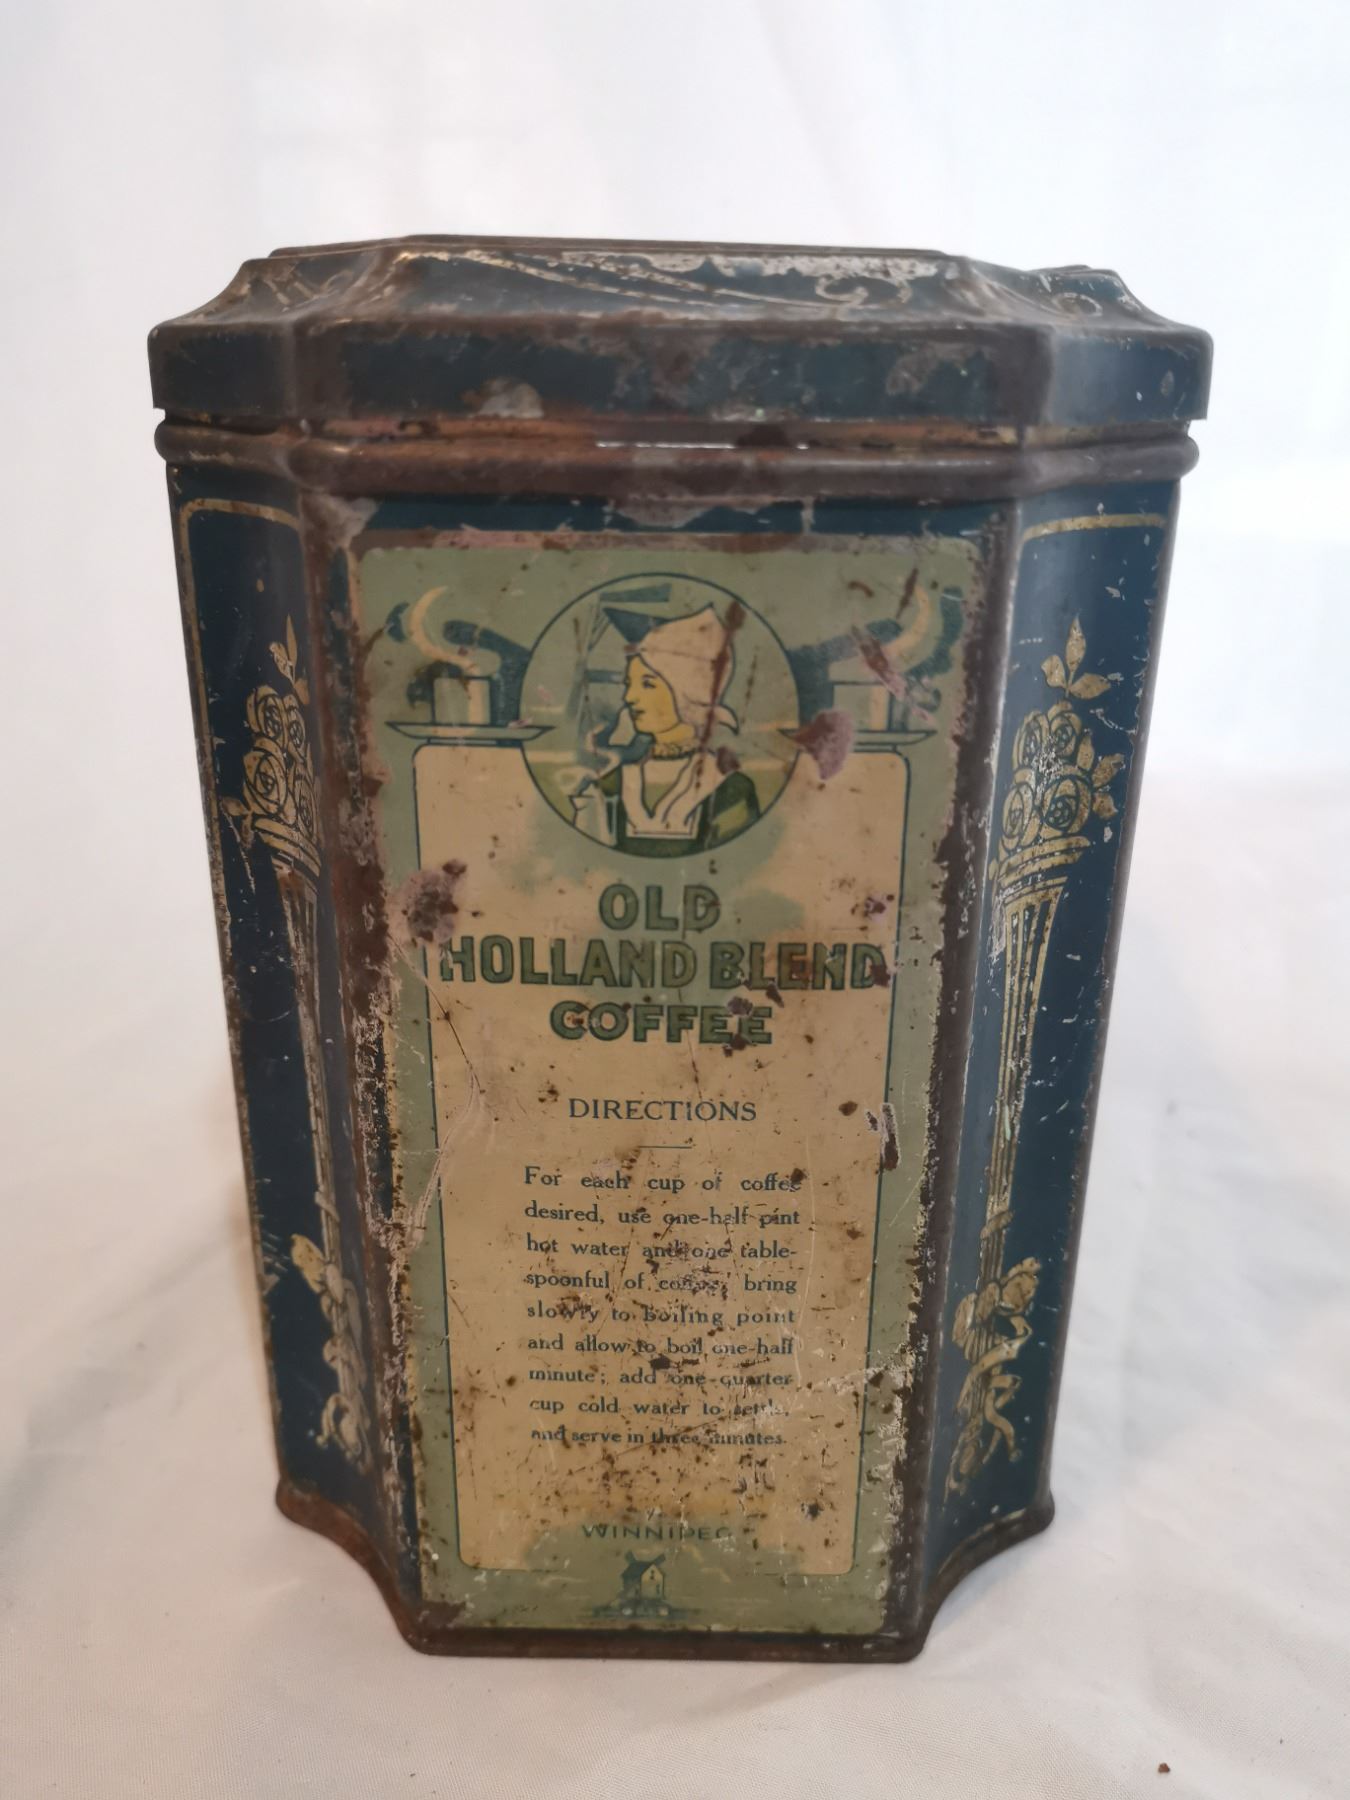 OLD
HOLLAND BLEND
COFFEE
DIRECTIONS
For each cup of coffee
desired, use one-half pint
hot water and one table-
spoonful of coffee, bring
slowly to boiling point
and allow to boil one-half
minute; add one-quarter
cup cold water to settle,
and serve in three minutes.
WINNIPEG